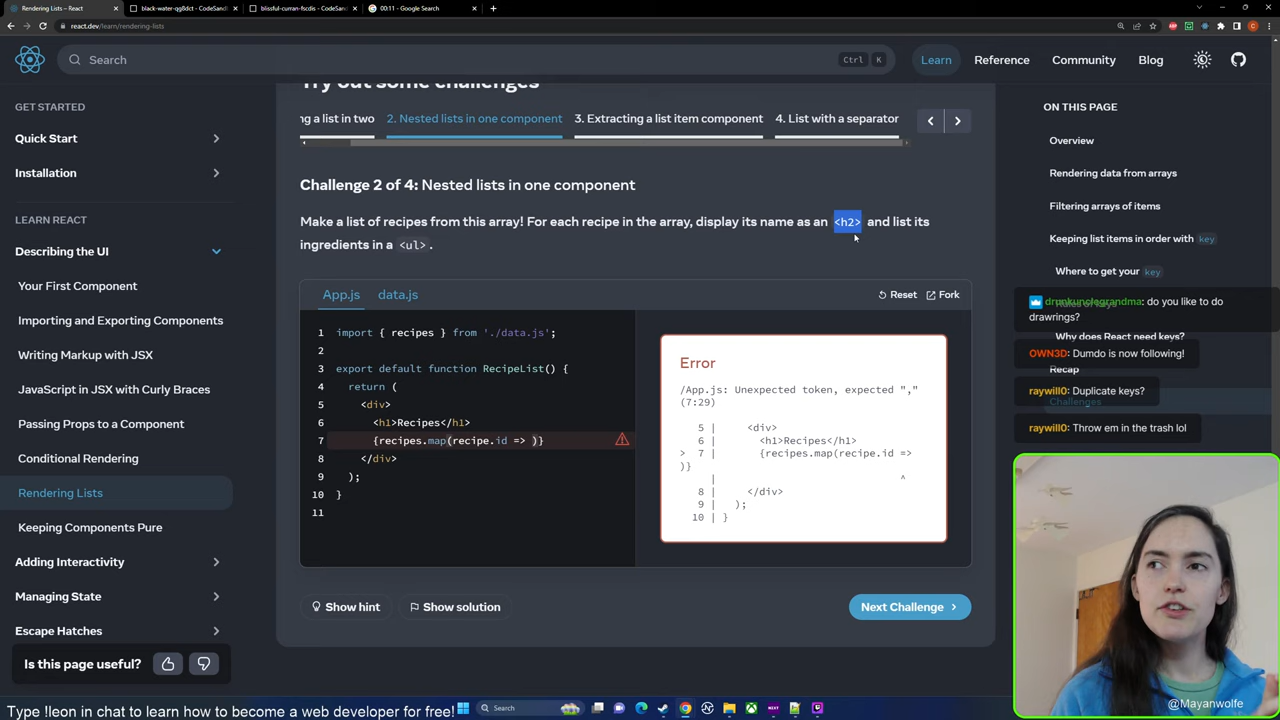 Rendering Lists – React
black-water-qg8dct - CodeSand
blissful-curran-fscdis - CodeSan
00:11 - Google Search
react.dev/learn/rendering-lists
Search
Ctrl K
Learn
Reference
Community
Blog
GET STARTED
Quick Start
Installation
LEARN REACT
Describing the UI
Your First Component
Importing and Exporting Components
Writing Markup with JSX
JavaScript in JSX with Curly Braces
Passing Props to a Component
Conditional Rendering
Rendering Lists
Keeping Components Pure
Adding Interactivity
Managing State
Escape Hatches
Is this page useful?
Try out some challenges
ng a list in two
2. Nested lists in one component
3. Extracting a list item component
4. List with a separator
Challenge 2 of 4: Nested lists in one component
Make a list of recipes from this array! For each recipe in the array, display its name as an <h2> and list its
ingredients in a <ul>.
App.js
data.js
Reset
Fork
1 import { recipes } from './data.js';
2
3 export default function RecipeList() {
4 return (
5 <div>
6 <h1>Recipes</h1>
7 {recipes.map(recipe.id => )}
8 </div>
9 );
10 }
11
Error
/App.js: Unexpected token, expected ","
(7:29)
5 | <div>
6 | <h1>Recipes</h1>
> 7 | {recipes.map(recipe.id =>
)}
| ^
8 | </div>
9 | );
10 | }
Show hint
Show solution
Next Challenge
ON THIS PAGE
Overview
Rendering data from arrays
Filtering arrays of items
Keeping list items in order with key
Where to get your key
drunkunclegrandma: do you like to do
drawrings?
Why does React need keys?
OWN3D: Dumdo is now following!
Recap
raywill0: Duplicate keys?
Challenges
raywill0: Throw em in the trash lol
@Mayanwolfe
Type !leon in chat to learn how to become a web developer for free!
Search